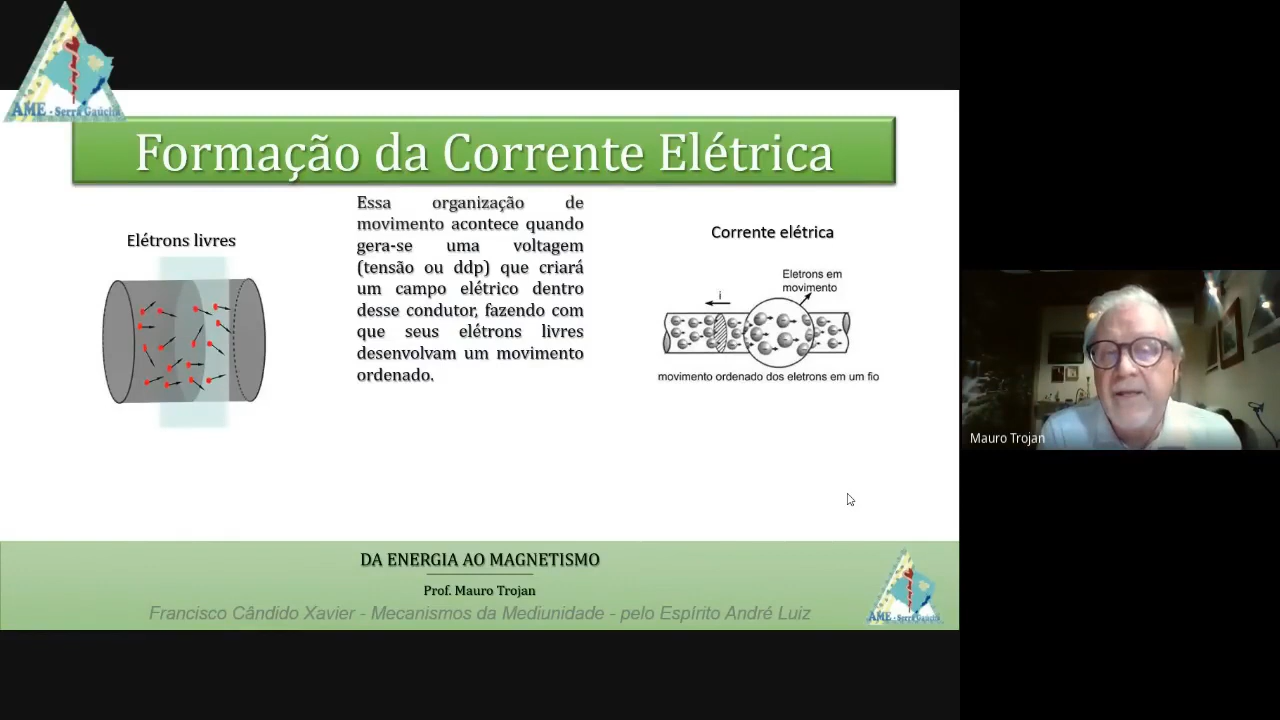 AME - Serra Gaúcha
Formação da Corrente Elétrica
Elétrons livres
Essa organização de
movimento acontece quando
gera-se uma voltagem
(tensão ou ddp) que criará
um campo elétrico dentro
desse condutor, fazendo com
que seus elétrons livres
desenvolvam um movimento
ordenado.
Corrente elétrica
Eletrons em
movimento
i
movimento ordenado dos eletrons em um fio
Mauro Trojan
DA ENERGIA AO MAGNETISMO
Prof. Mauro Trojan
Francisco Cândido Xavier - Mecanismos da Mediunidade - pelo Espírito André Luiz
AME - Serra Gaúcha